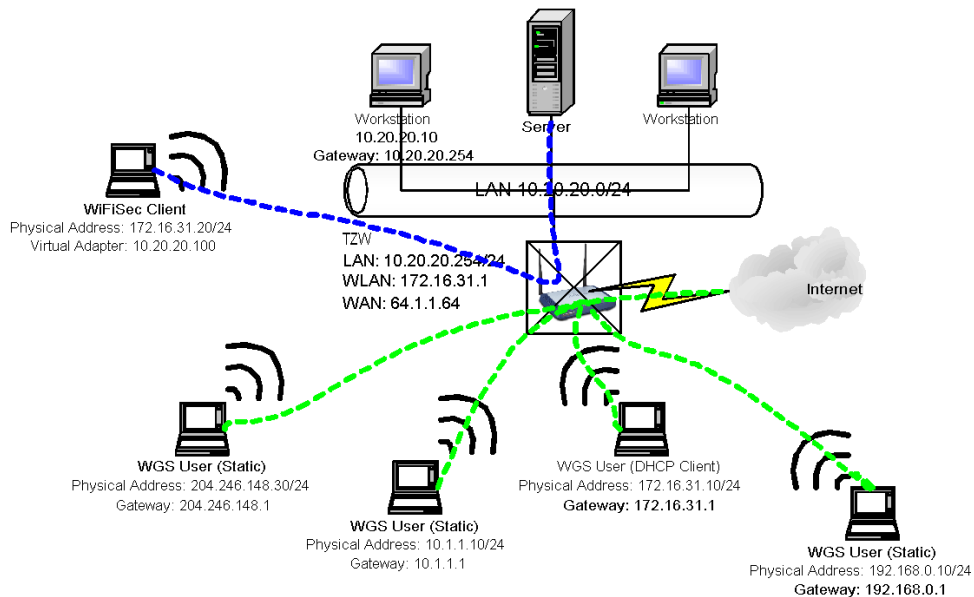 Workstation
10.20.20.10
Gateway: 10.20.20.254
Server
Workstation
LAN 10.20.20.0/24
WiFiSec Client
Physical Address: 172.16.31.20/24
Virtual Adapter: 10.20.20.100
TZW
LAN: 10.20.20.254/24
WLAN: 172.16.31.1
WAN: 64.1.1.64
Internet
WGS User (Static)
Physical Address: 204.246.148.30/24
Gateway: 204.246.148.1
WGS User (Static)
Physical Address: 10.1.1.10/24
Gateway: 10.1.1.1
WGS User (DHCP Client)
Physical Address: 172.16.31.10/24
Gateway: 172.16.31.1
WGS User (Static)
Physical Address: 192.168.0.10/24
Gateway: 192.168.0.1